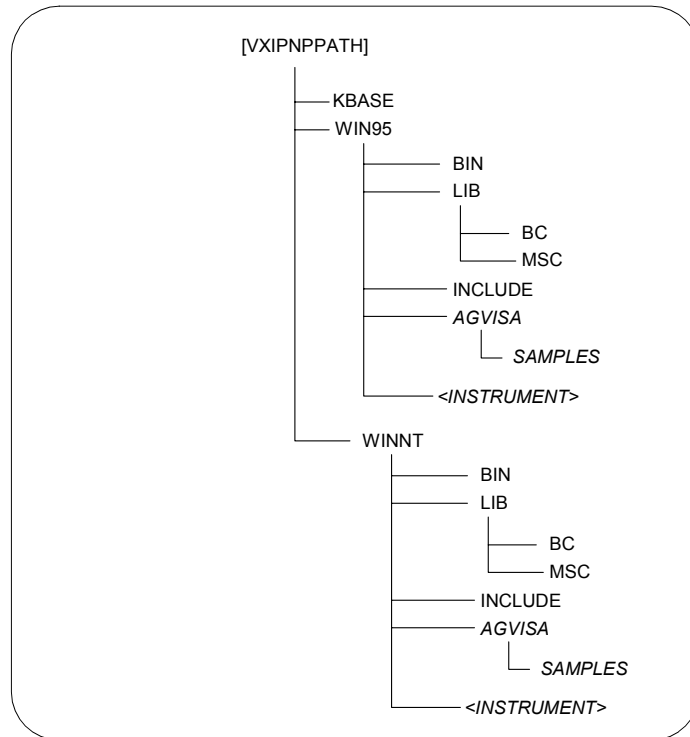 [VXIPNPPATH]
KBASE
WIN95
BIN
LIB
BC
MSC
INCLUDE
AGVISA
SAMPLES
<INSTRUMENT>
WINNT
BIN
LIB
BC
MSC
INCLUDE
AGVISA
SAMPLES
<INSTRUMENT>